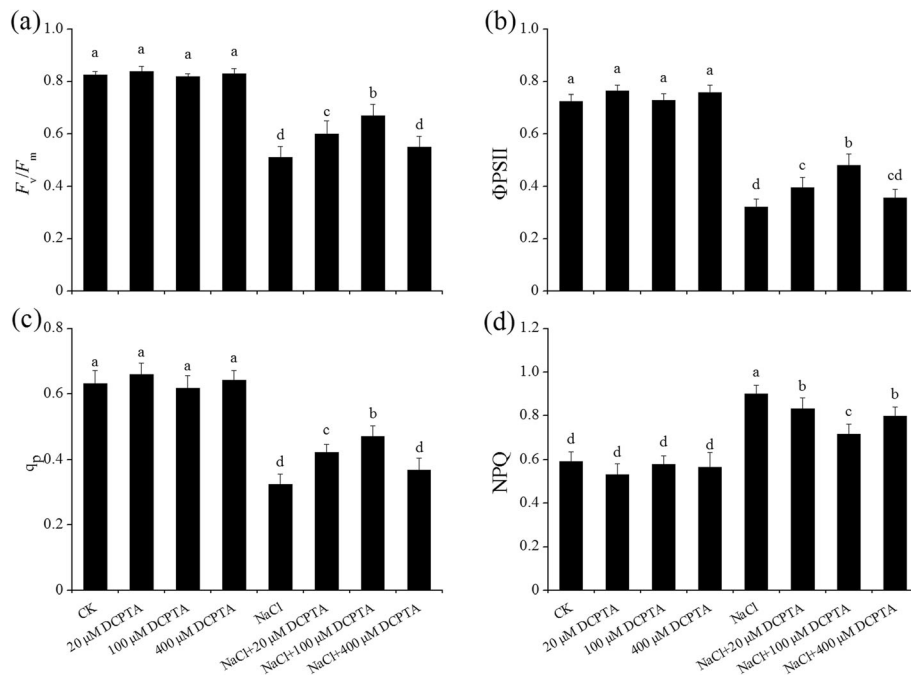 (a)
1.0
0.8
0.6
0.4
0.2
0
Fv/Fm
a a a a d c b d
(b)
1.0
0.8
0.6
0.4
0.2
0
ΦPSII
a a a a d c b cd
(c)
0.8
0.6
0.4
0.2
0
qp
a a a a d c b d
CK
20 μM DCPTA
100 μM DCPTA
400 μM DCPTA
NaCl
NaCl+20 μM DCPTA
NaCl+100 μM DCPTA
NaCl+400 μM DCPTA
(d)
1.2
1.0
0.8
0.6
0.4
0.2
0
NPQ
d d d d a b c b
CK
20 μM DCPTA
100 μM DCPTA
400 μM DCPTA
NaCl
NaCl+20 μM DCPTA
NaCl+100 μM DCPTA
NaCl+400 μM DCPTA